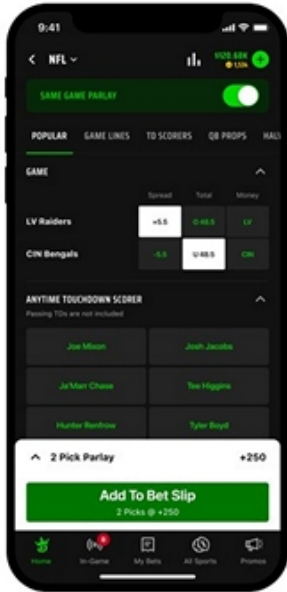 9:41
NFL
$120.68K
SAME GAME PARLAY
POPULAR GAME LINES TD SCORERS QB PROPS HALV
GAME
Spread Total Money
LV Raiders +5.5 O 48.5 LV
CIN Bengals -5.5 U 48.5 CIN
ANYTIME TOUCHDOWN SCORER
Passing TDs are not included
Joe Mixon Josh Jacobs
Ja'Marr Chase Tee Higgins
Hunter Renfrow Tyler Boyd
2 Pick Parlay +250
Add To Bet Slip
2 Picks @ +250
Home In-Game My Bets All Sports Promos